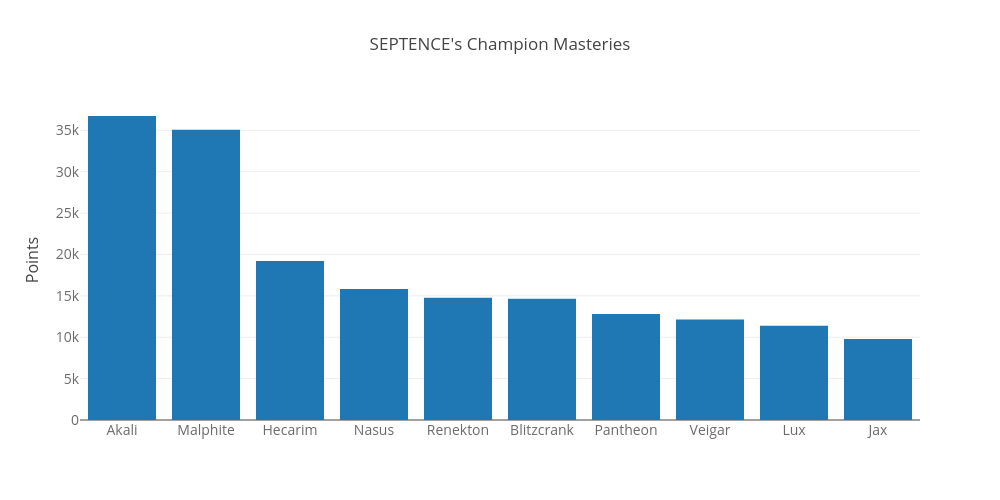 SEPTENCE's Champion Masteries
Points
35k
30k
25k
20k
15k
10k
5k
0
Akali Malphite Hecarim Nasus Renekton Blitzcrank Pantheon Veigar Lux Jax